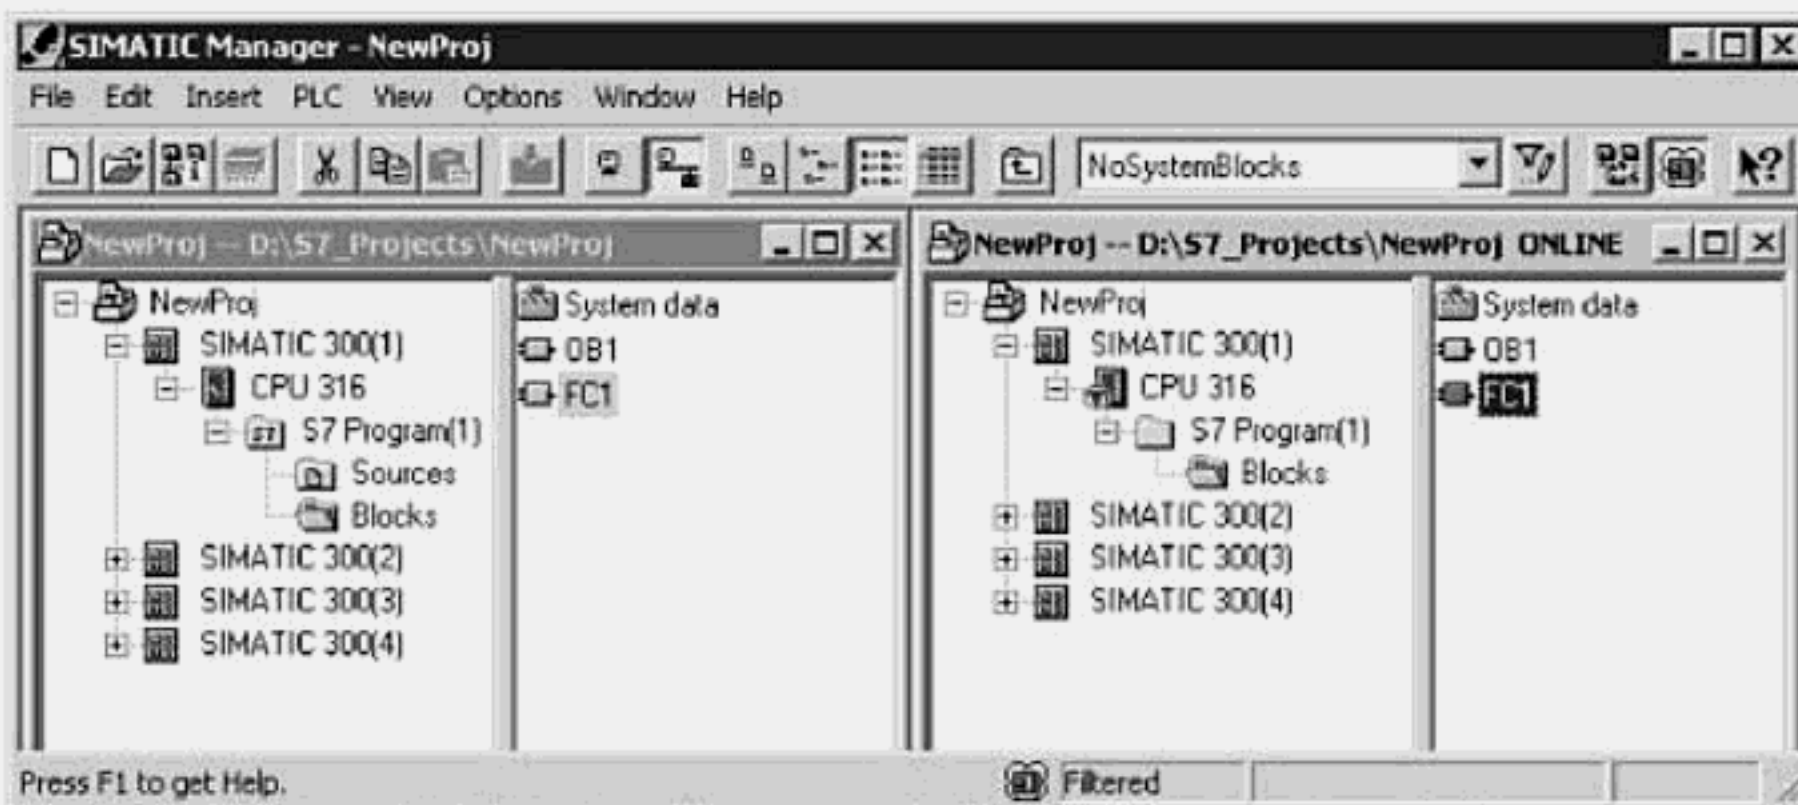 SIMATIC Manager - NewProj
File Edit Insert PLC View Options Window Help
NoSystemBlocks
NewProj -- D:\S7_Projects\NewProj
NewProj
SIMATIC 300(1)
CPU 316
S7 Program(1)
Sources
Blocks
SIMATIC 300(2)
SIMATIC 300(3)
SIMATIC 300(4)
System data
OB1
FC1
NewProj -- D:\S7_Projects\NewProj ONLINE
NewProj
SIMATIC 300(1)
CPU 316
S7 Program(1)
Blocks
SIMATIC 300(2)
SIMATIC 300(3)
SIMATIC 300(4)
System data
OB1
FC1
Press F1 to get Help.
Filtered